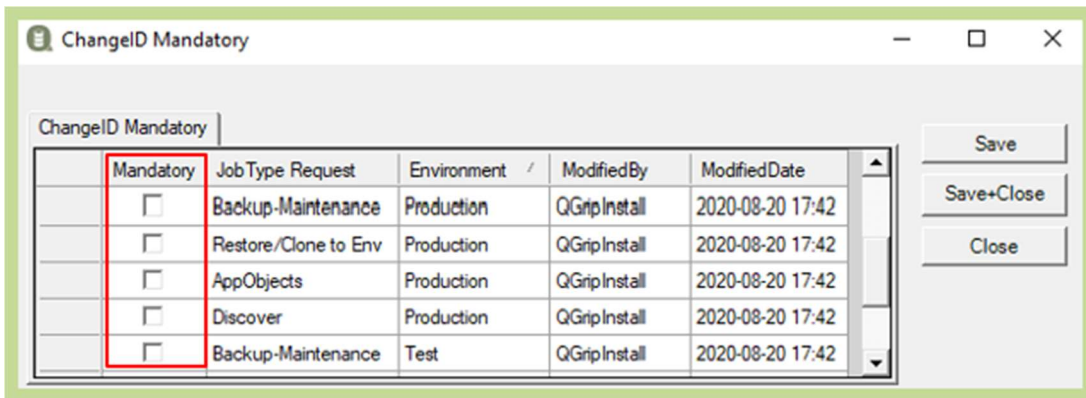 ChangeID Mandatory
ChangeID Mandatory
Save
Mandatory JobType Request Environment ModifiedBy ModifiedDate
Backup-Maintenance Production QGripInstall 2020-08-20 17:42
Save+Close
Restore/Clone to Env Production QGripInstall 2020-08-20 17:42
Close
AppObjects Production QGripInstall 2020-08-20 17:42
Discover Production QGripInstall 2020-08-20 17:42
Backup-Maintenance Test QGripInstall 2020-08-20 17:42